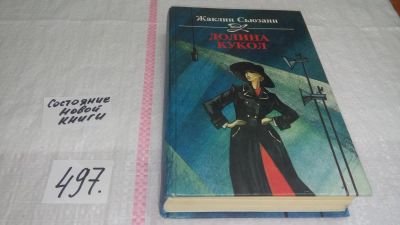 Состояние
новой
книги
497.
Жаклин Сьюзанн
ДОЛИНА
КУКОЛ